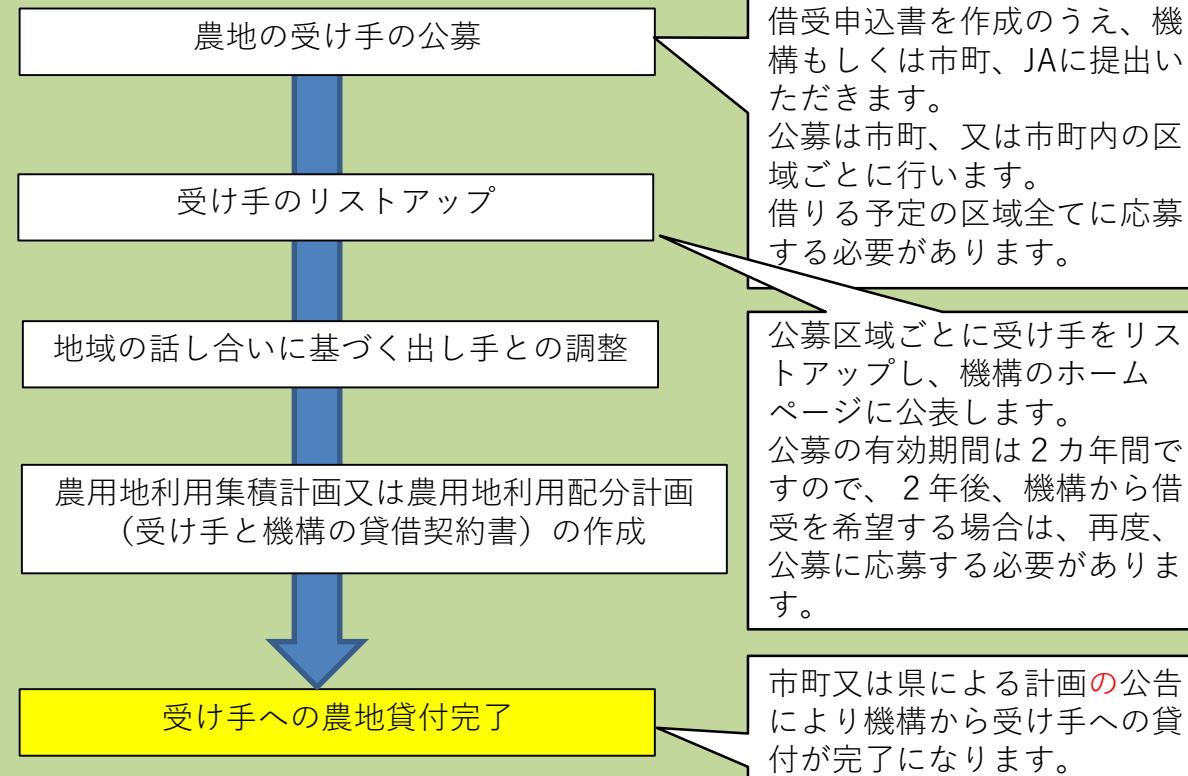 農地の受け手の公募
借受申込書を作成のうえ、機
構もしくは市町、JAに提出い
ただきます。
公募は市町、又は市町内の区
域ごとに行います。
借りる予定の区域全てに応募
する必要があります。
受け手のリストアップ
公募区域ごとに受け手をリス
トアップし、機構のホーム
ページに公表します。
公募の有効期間は２カ年間で
すので、２年後、機構から借
受を希望する場合は、再度、
公募に応募する必要がありま
す。
地域の話し合いに基づく出し手との調整
農用地利用集積計画又は農用地利用配分計画
（受け手と機構の貸借契約書）の作成
受け手への農地貸付完了
市町又は県による計画の公告
により機構から受け手への貸
付が完了になります。